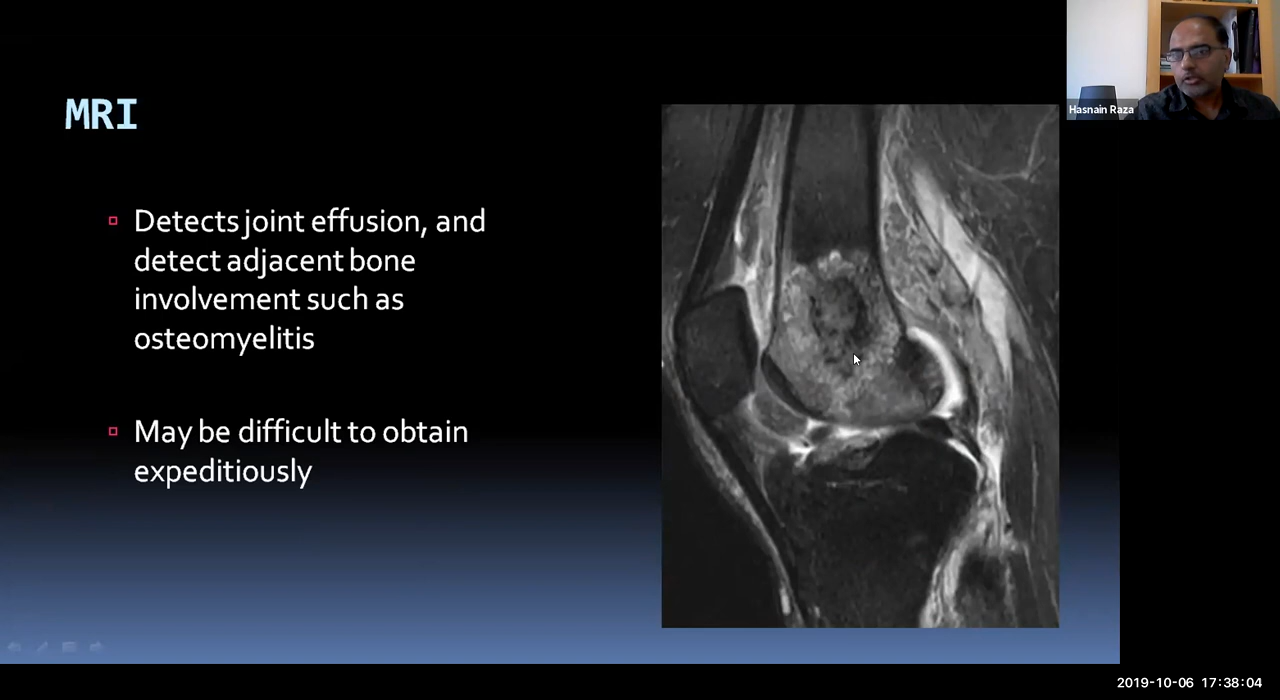 MRI
Detects joint effusion, and
detect adjacent bone
involvement such as
osteomyelitis
May be difficult to obtain
expeditiously
Hasnain Raza
2019-10-06 17:38:04